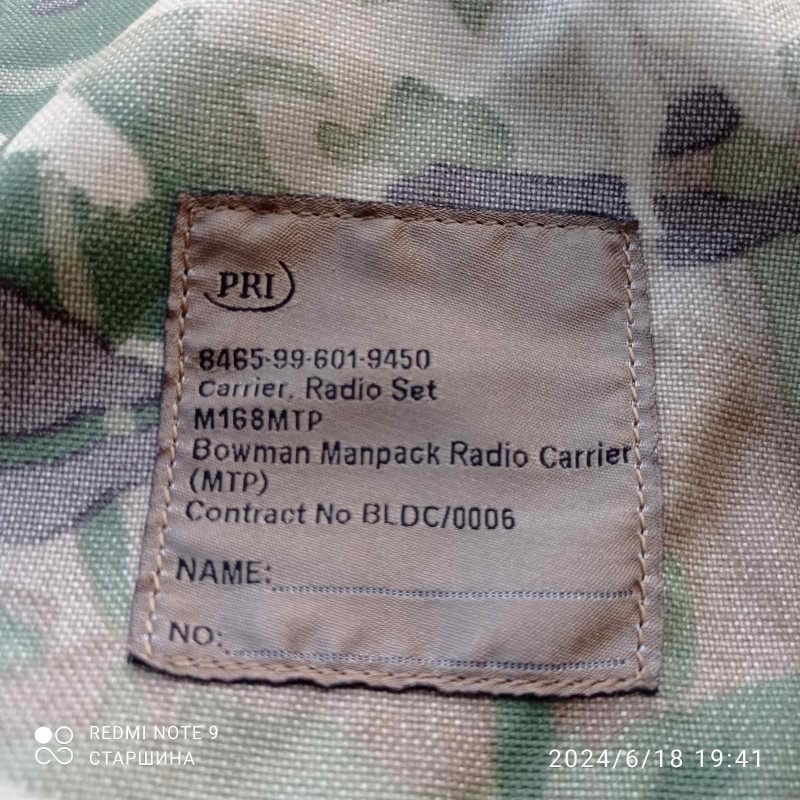 PRI
8465-99-601-9450
Carrier, Radio Set
M168MTP
Bowman Manpack Radio Carrier
(MTP)
Contract No BLDC/0006
NAME:
NO:
REDMI NOTE 9
СТАРШИНА
2024/6/18 19:41